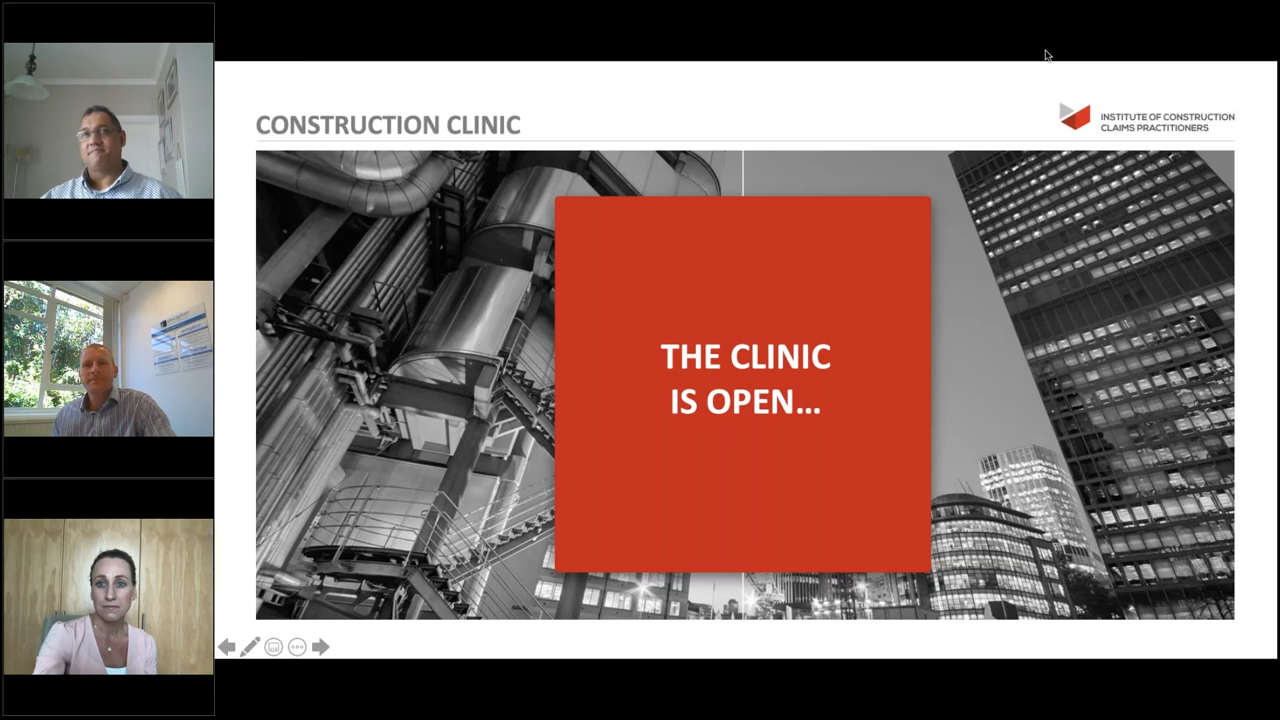 CONSTRUCTION CLINIC
INSTITUTE OF CONSTRUCTION
CLAIMS PRACTITIONERS
THE CLINIC
IS OPEN...